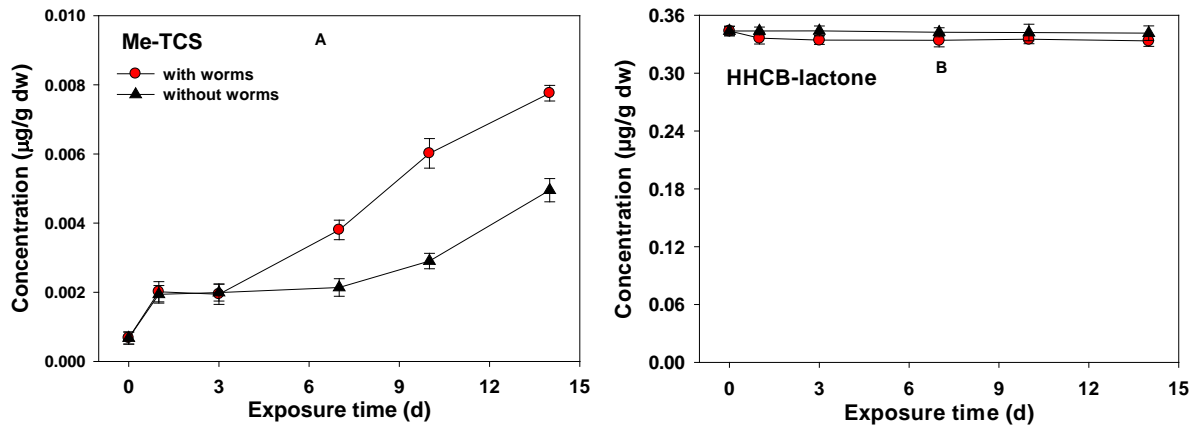 0.010
0.008
0.006
0.004
0.002
0.000
Concentration (µg/g dw)
Me-TCS
A
with worms
without worms
0 3 6 9 12 15
Exposure time (d)
0.36
0.30
0.24
0.18
0.12
0.06
0.00
Concentration (µg/g dw)
B
HHCB-lactone
0 3 6 9 12 15
Exposure time (d)